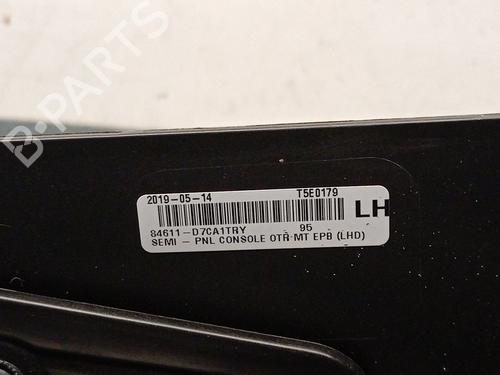 B-PARTS
2019-05-14 T5E0179
LH
84611-D7CA1TRY 95
SEMI - PNL CONSOLE OTR MT EPB (LHD)